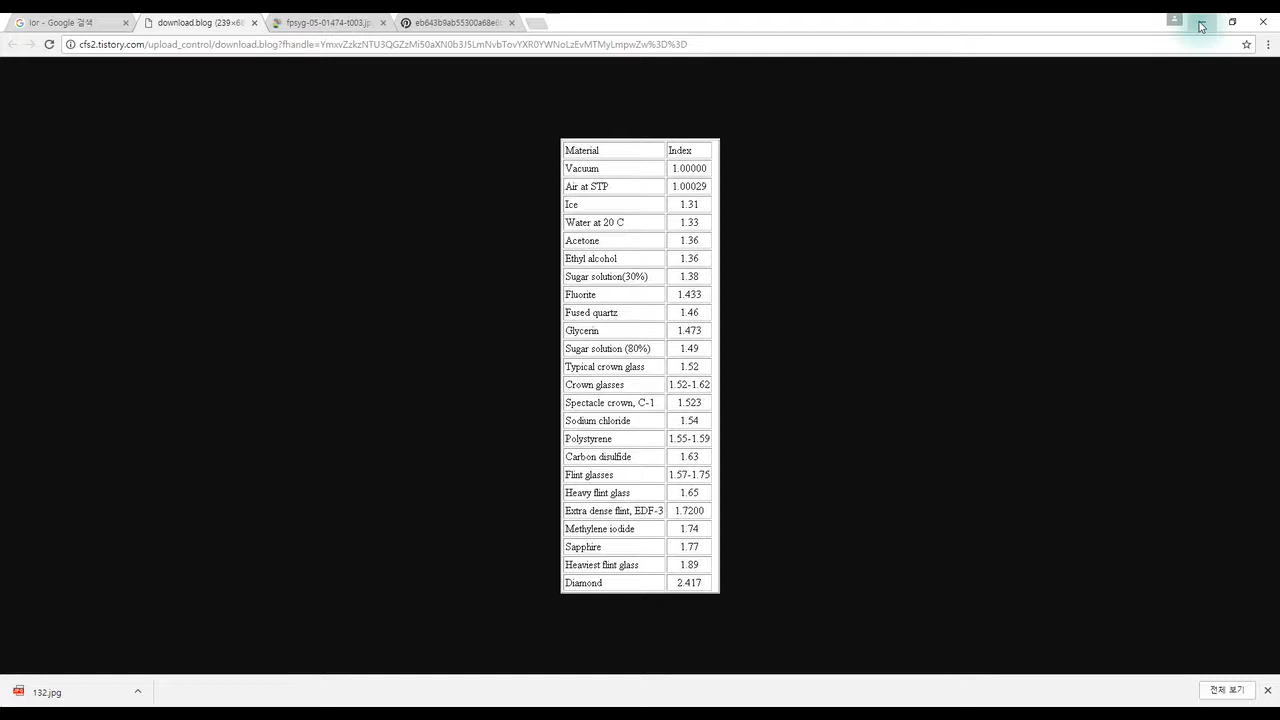 ior - Google 검색
download.blog (239×66
fpsyg-05-01474-t003.jp
eb643b9ab55300a68e6
cfs2.tistory.com/upload_control/download.blog?fhandle=YmxvZzkzNTU3QGZzMi50aXN0b3J5LmNvbTovYXR0YWNoLzEvMTMyLmpwZw%3D%3D
Material Index
Vacuum 1.00000
Air at STP 1.00029
Ice 1.31
Water at 20 C 1.33
Acetone 1.36
Ethyl alcohol 1.36
Sugar solution(30%) 1.38
Fluorite 1.433
Fused quartz 1.46
Glycerin 1.473
Sugar solution (80%) 1.49
Typical crown glass 1.52
Crown glasses 1.52-1.62
Spectacle crown, C-1 1.523
Sodium chloride 1.54
Polystyrene 1.55-1.59
Carbon disulfide 1.63
Flint glasses 1.57-1.75
Heavy flint glass 1.65
Extra dense flint, EDF-3 1.7200
Methylene iodide 1.74
Sapphire 1.77
Heaviest flint glass 1.89
Diamond 2.417
132.jpg
전체 보기